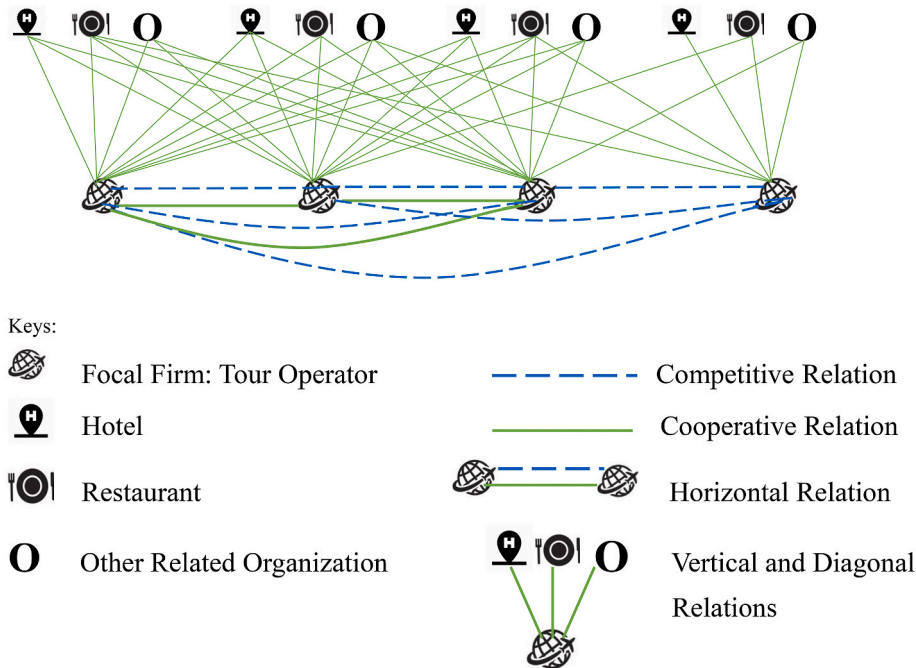 H O H O H O H O
Keys:
Focal Firm: Tour Operator
Competitive Relation
H Hotel
Cooperative Relation
Restaurant
Horizontal Relation
O Other Related Organization
H O Vertical and Diagonal
Relations